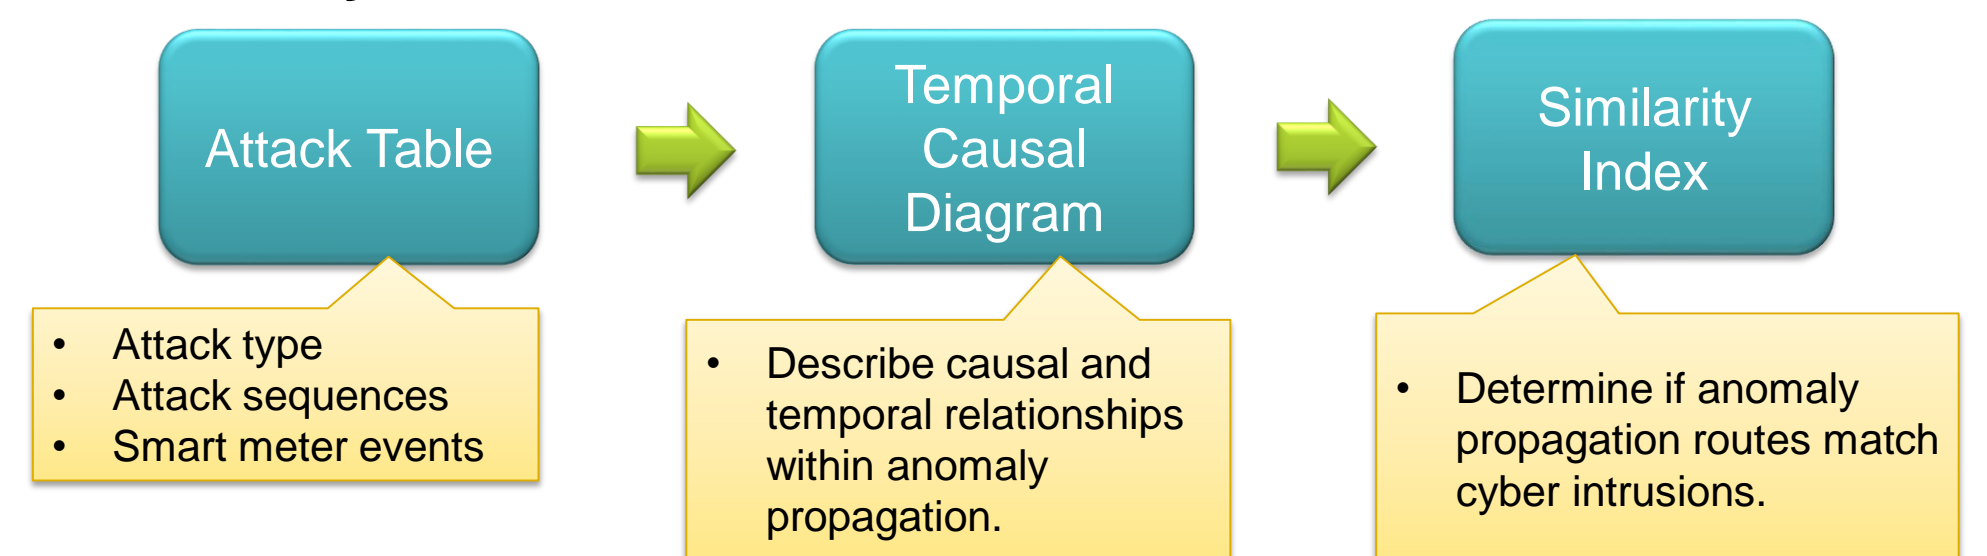 Attack Table
Temporal
Causal
Diagram
Similarity
Index
• Attack type
• Attack sequences
• Smart meter events
• Describe causal and
temporal relationships
within anomaly
propagation.
• Determine if anomaly
propagation routes match
cyber intrusions.